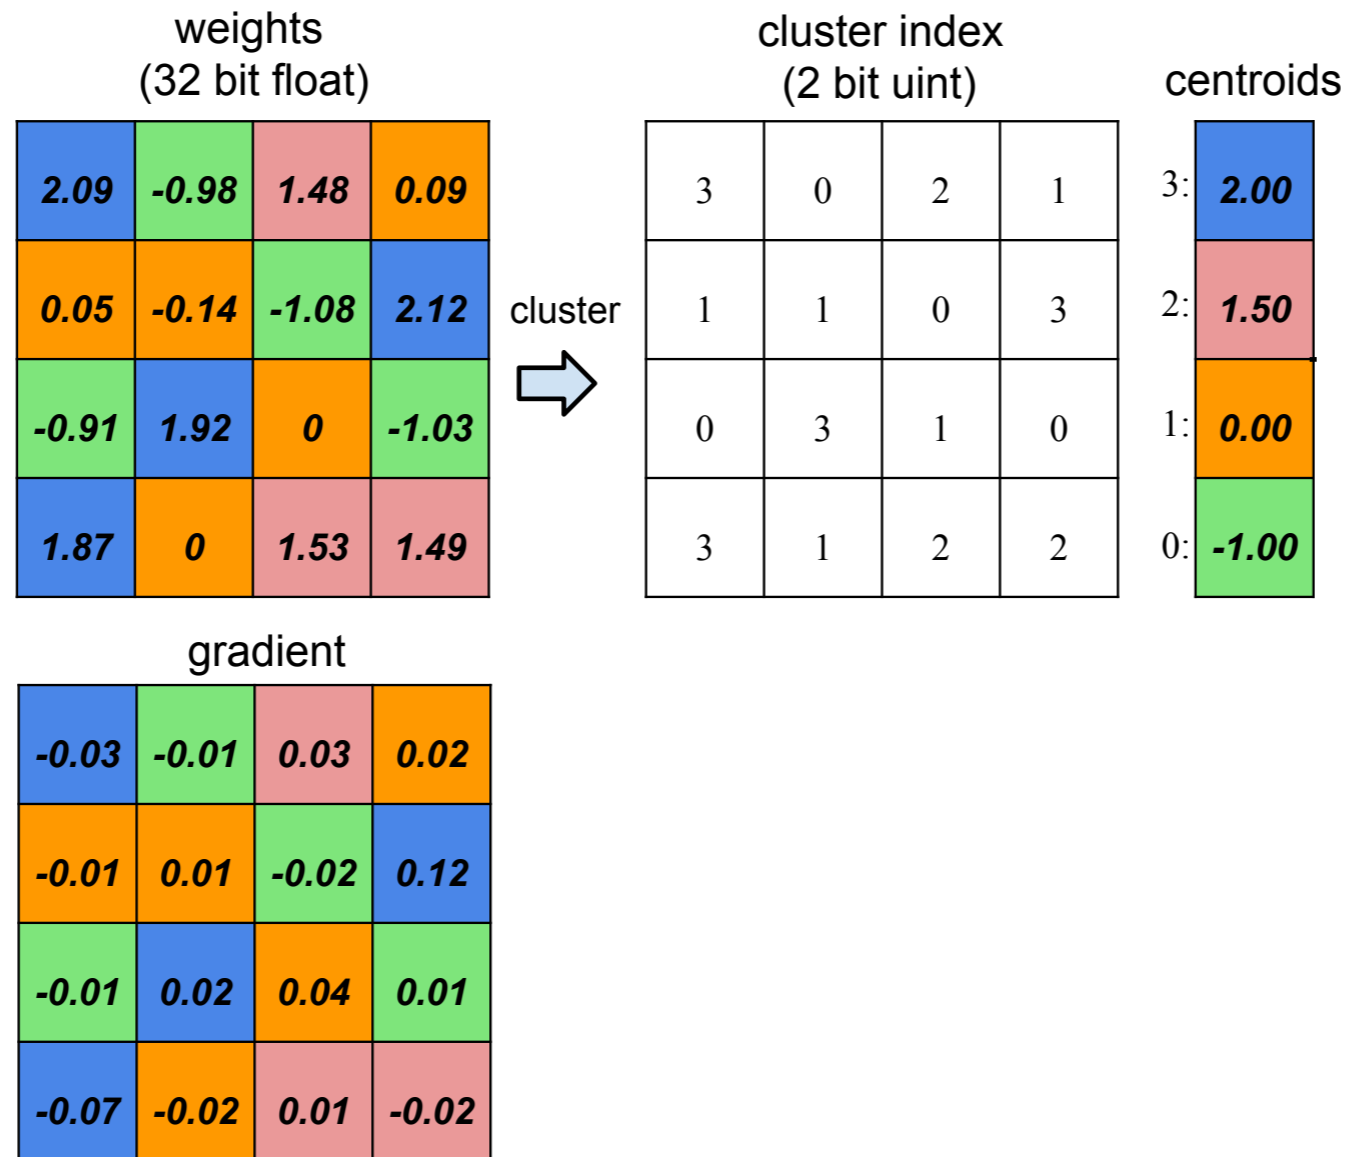 weights
(32 bit float)
cluster index
(2 bit uint)
centroids
2.09 -0.98 1.48 0.09
0.05 -0.14 -1.08 2.12
-0.91 1.92 0 -1.03
1.87 0 1.53 1.49
cluster
3 0 2 1
1 1 0 3
0 3 1 0
3 1 2 2
3: 2.00
2: 1.50
1: 0.00
0: -1.00
gradient
-0.03 -0.01 0.03 0.02
-0.01 0.01 -0.02 0.12
-0.01 0.02 0.04 0.01
-0.07 -0.02 0.01 -0.02